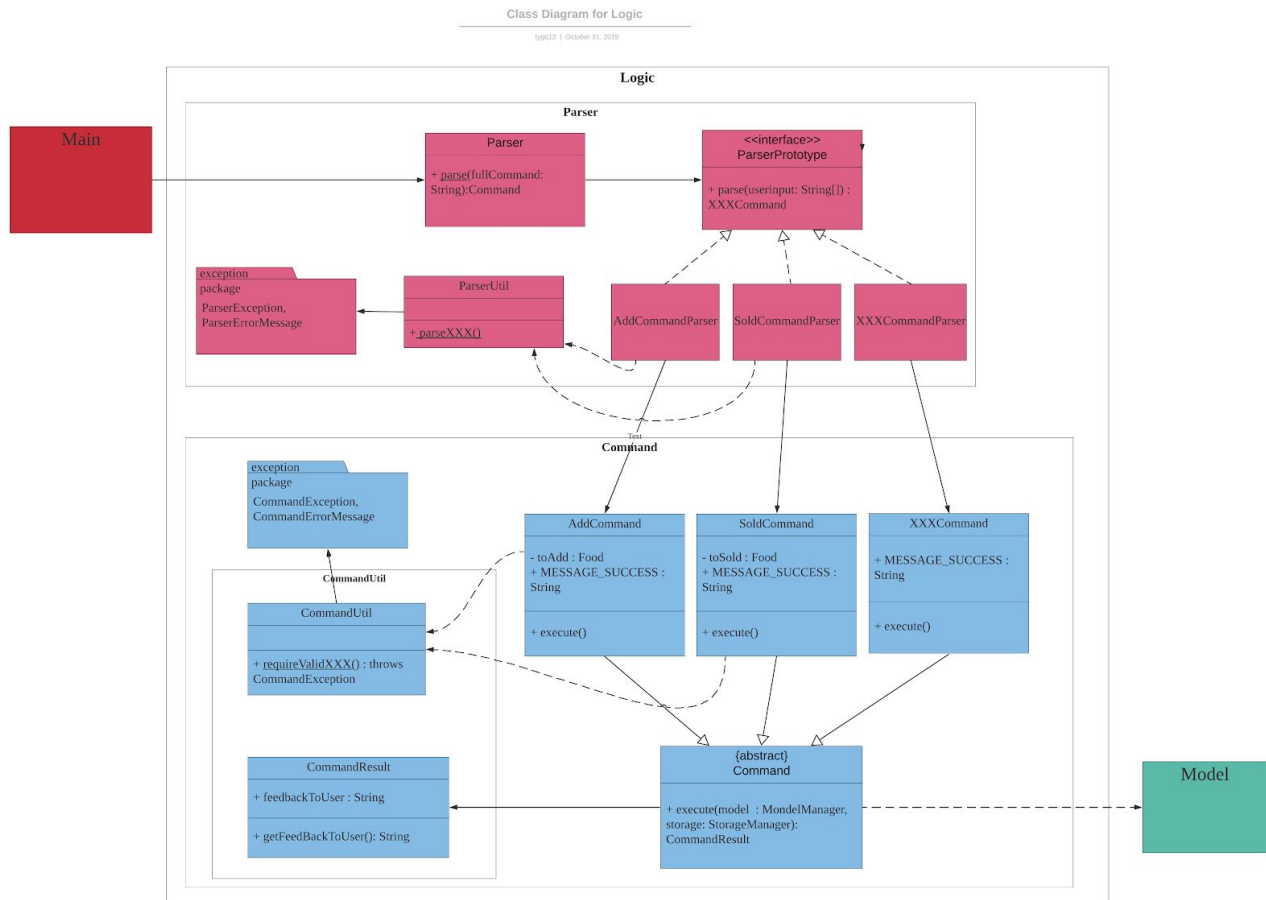 Class Diagram for Logic
tygq13 | October 31, 2019
Logic
Parser
Main
Parser
+ parse(fullCommand:
String):Command
<<interface>>
ParserPrototype
+ parse(userinput: String[]) :
XXXCommand
exception
package
ParserException,
ParserErrorMessage
ParserUtil
+ parseXXX()
AddCommandParser
SoldCommandParser
XXXCommandParser
Text
Command
exception
package
CommandException,
CommandErrorMessage
AddCommand
- toAdd : Food
+ MESSAGE_SUCCESS :
String
+ execute()
SoldCommand
- toSold : Food
+ MESSAGE_SUCCESS :
String
+ execute()
XXXCommand
+ MESSAGE_SUCCESS :
String
+ execute()
CommandUtil
CommandUtil
+ requireValidXXX() : throws
CommandException
CommandResult
+ feedbackToUser : String
+ getFeedBackToUser(): String
{abstract}
Command
+ execute(model : MondelManager,
storage: StorageManager):
CommandResult
Model